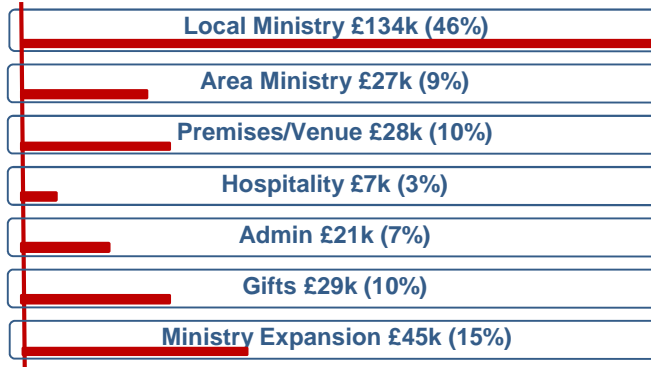 Local Ministry £134k (46%)
Area Ministry £27k (9%)
Premises/Venue £28k (10%)
Hospitality £7k (3%)
Admin £21k (7%)
Gifts £29k (10%)
Ministry Expansion £45k (15%)